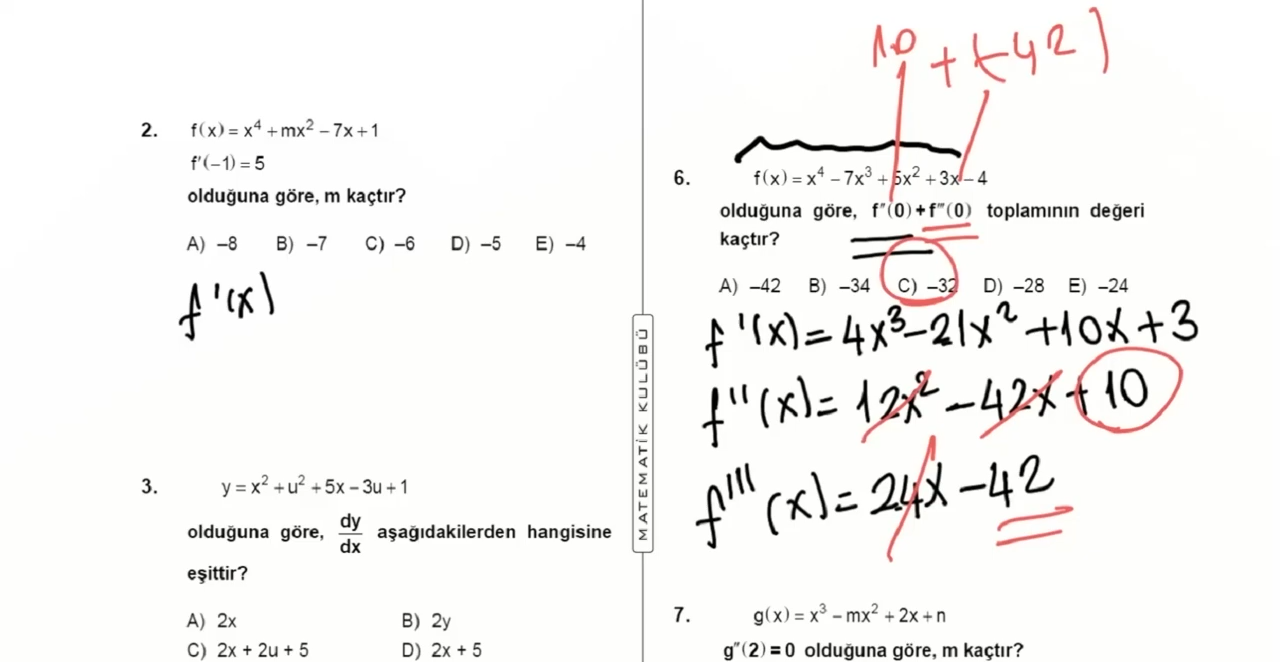 2. f(x) = x⁴ + mx² – 7x + 1
f'(–1) = 5
olduğuna göre, m kaçtır?
A) –8 B) –7 C) –6 D) –5 E) –4
f'(x)
3. y = x² + u² + 5x – 3u + 1
olduğuna göre, dy/dx aşağıdakilerden hangisine
eşittir?
A) 2x B) 2y
C) 2x + 2u + 5 D) 2x + 5
MATEMATİK KULÜBÜ
10 + (-42)
6. f(x) = x⁴ – 7x³ + 5x² + 3x – 4
olduğuna göre, f''(0) + f'''(0) toplamının değeri
kaçtır?
A) –42 B) –34 C) –32 D) –28 E) –24
f'(x) = 4x³ – 21x² + 10x + 3
f''(x) = 12x² – 42x + 10
f'''(x) = 24x – 42
7. g(x) = x³ – mx² + 2x + n
g''(2) = 0 olduğuna göre, m kaçtır?